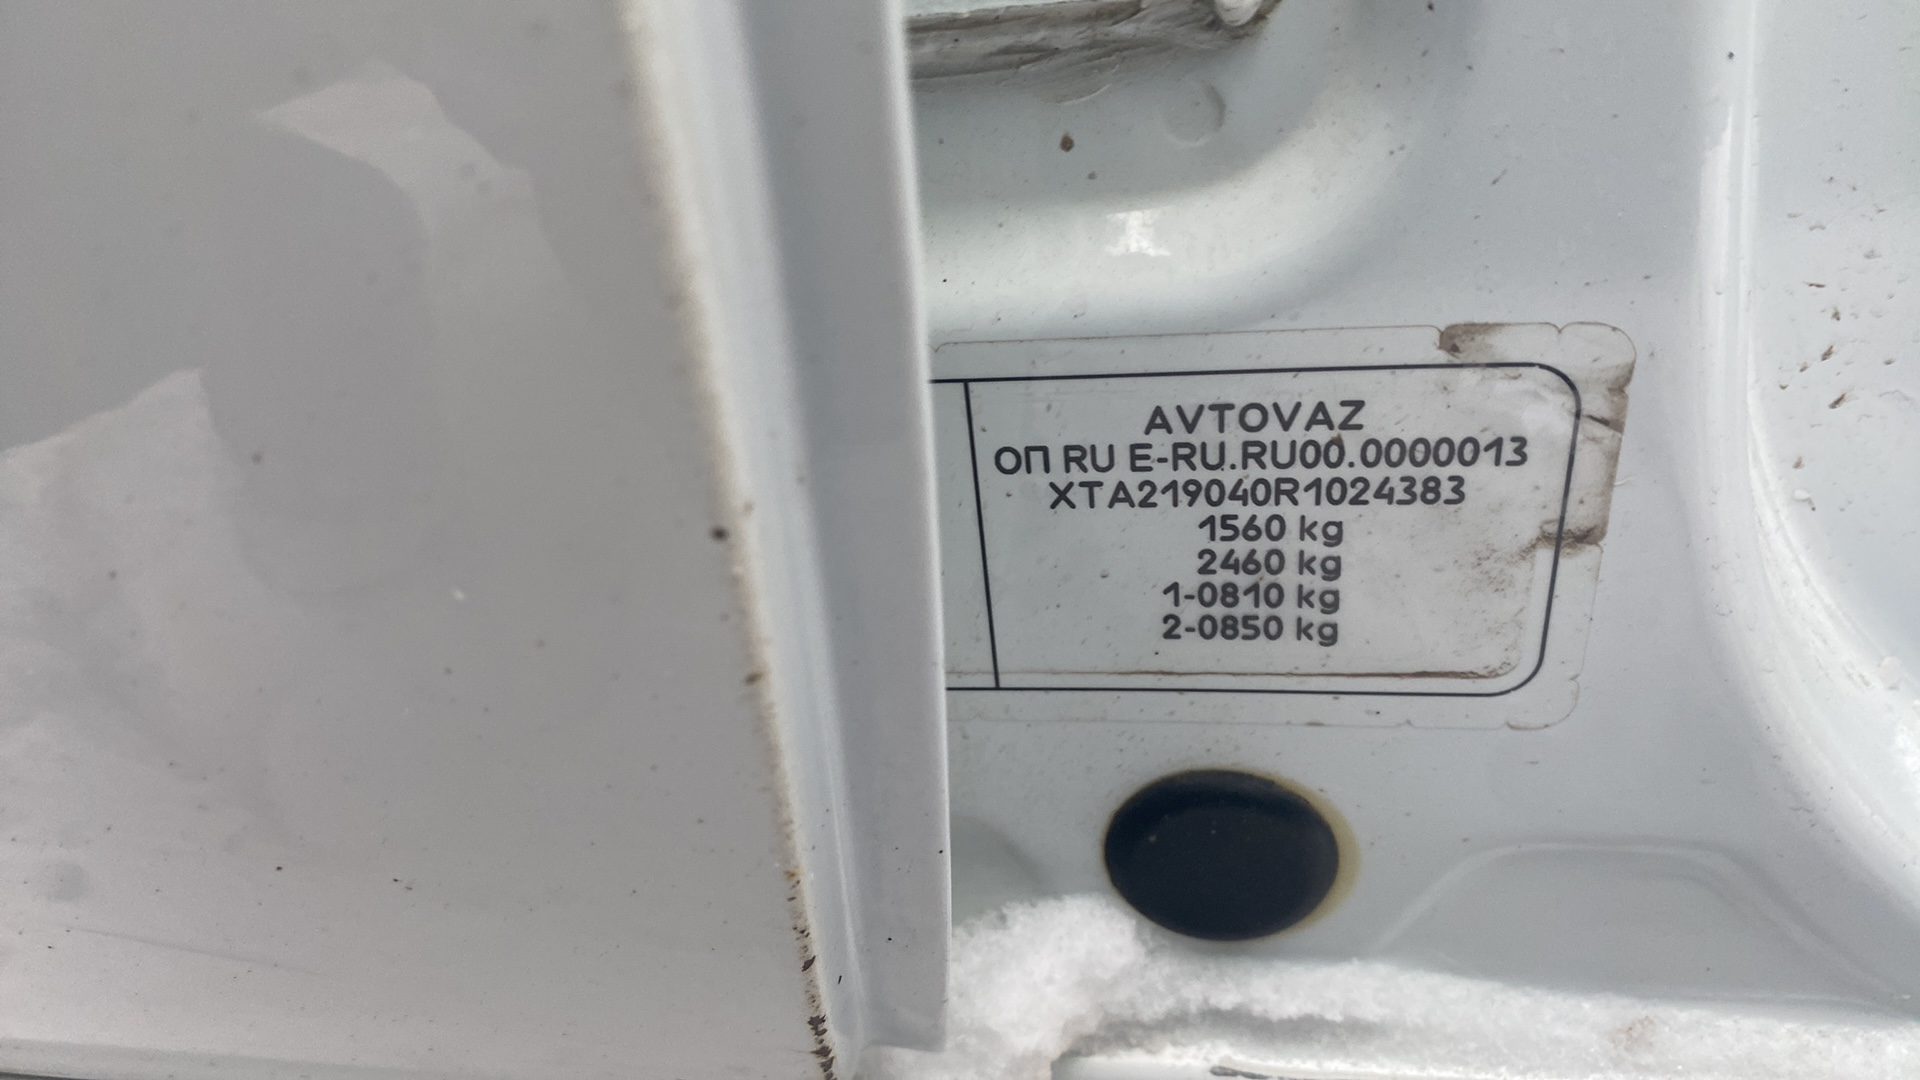 AVTOVAZ
ОП RU E-RU.RU00.0000013
XTA219040R1024383
1560 kg
2460 kg
1-0810 kg
2-0850 kg